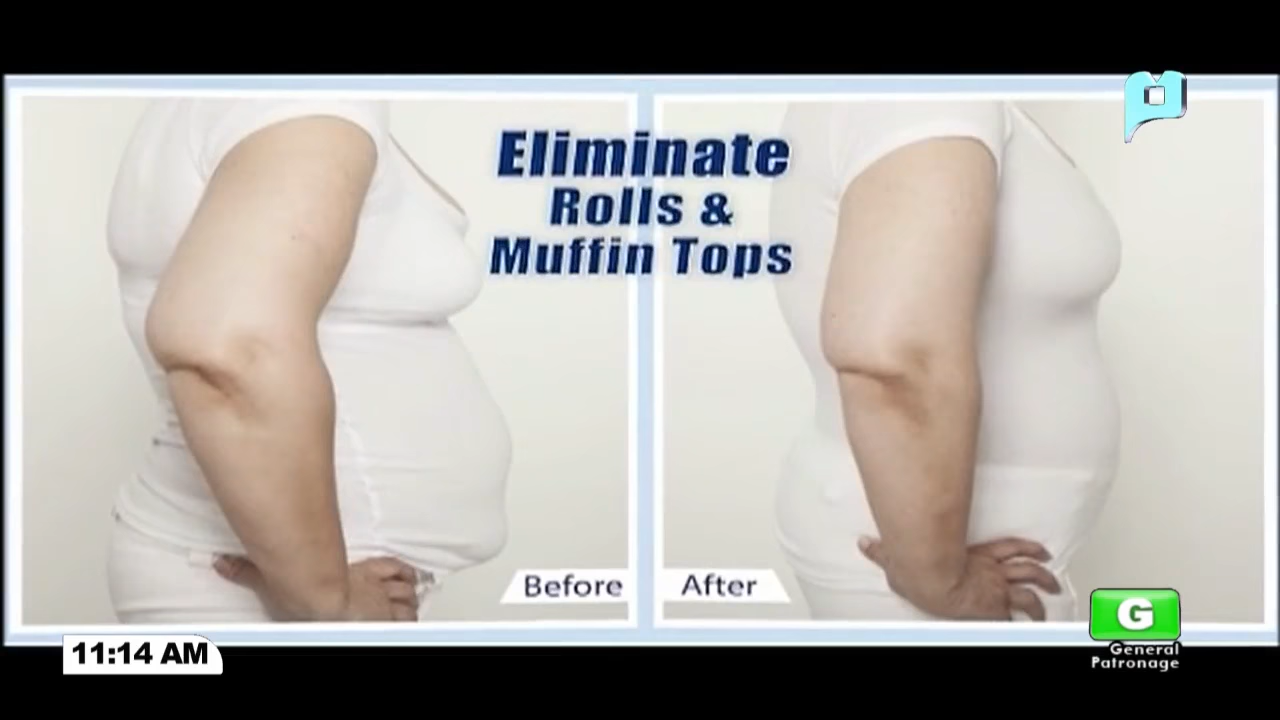 Eliminate
Rolls &
Muffin Tops
Before
After
11:14 AM
G
General
Patronage